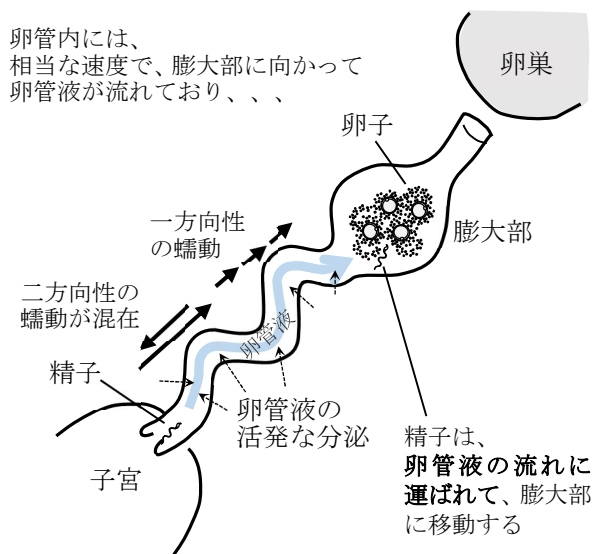 卵管内には、
相当な速度で、膨大部に向かって
卵管液が流れており、、、
卵巣
卵子
膨大部
一方向性
の蠕動
二方向性の
蠕動が混在
卵管液
精子
卵管液の
活発な分泌
子宮
精子は、
卵管液の流れに
運ばれて、膨大部
に移動する